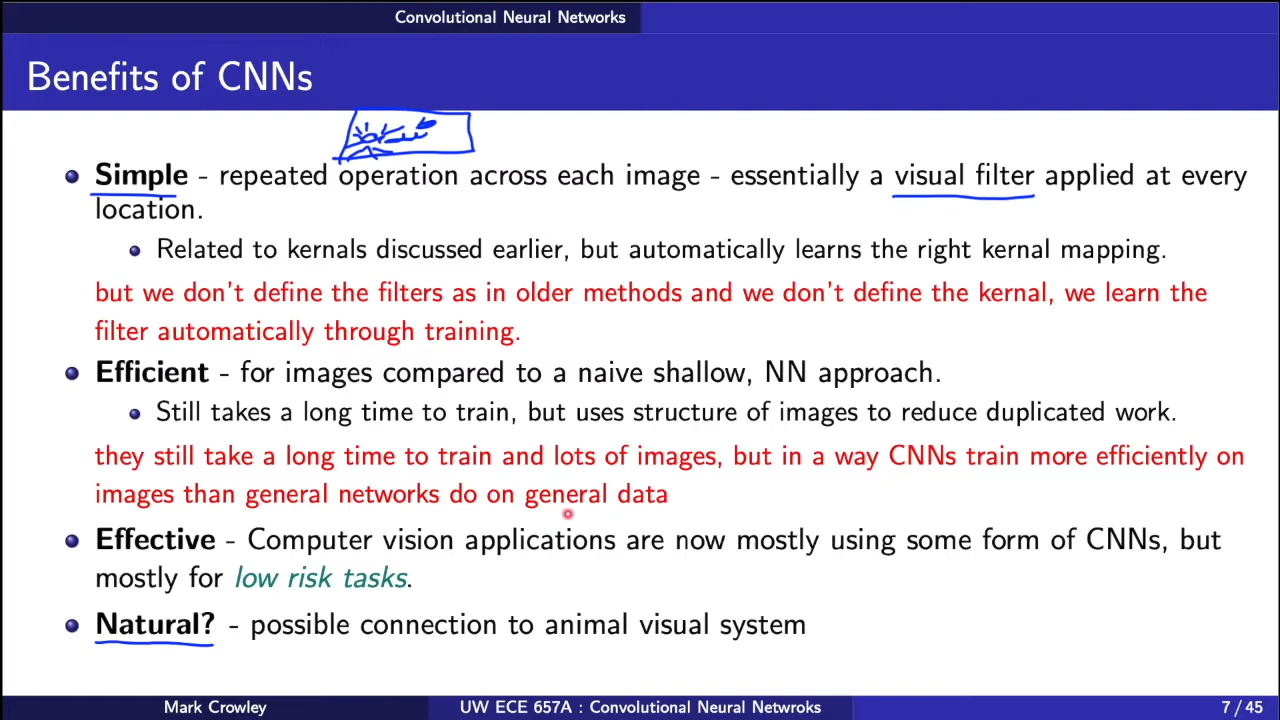 Convolutional Neural Networks
Benefits of CNNs
Simple - repeated operation across each image - essentially a visual filter applied at every
location.
Related to kernals discussed earlier, but automatically learns the right kernal mapping.
but we don't define the filters as in older methods and we don't define the kernal, we learn the
filter automatically through training.
Efficient - for images compared to a naive shallow, NN approach.
Still takes a long time to train, but uses structure of images to reduce duplicated work.
they still take a long time to train and lots of images, but in a way CNNs train more efficiently on
images than general networks do on general data
Effective - Computer vision applications are now mostly using some form of CNNs, but
mostly for low risk tasks.
Natural? - possible connection to animal visual system
Mark Crowley UW ECE 657A : Convolutional Neural Netwroks 7 / 45